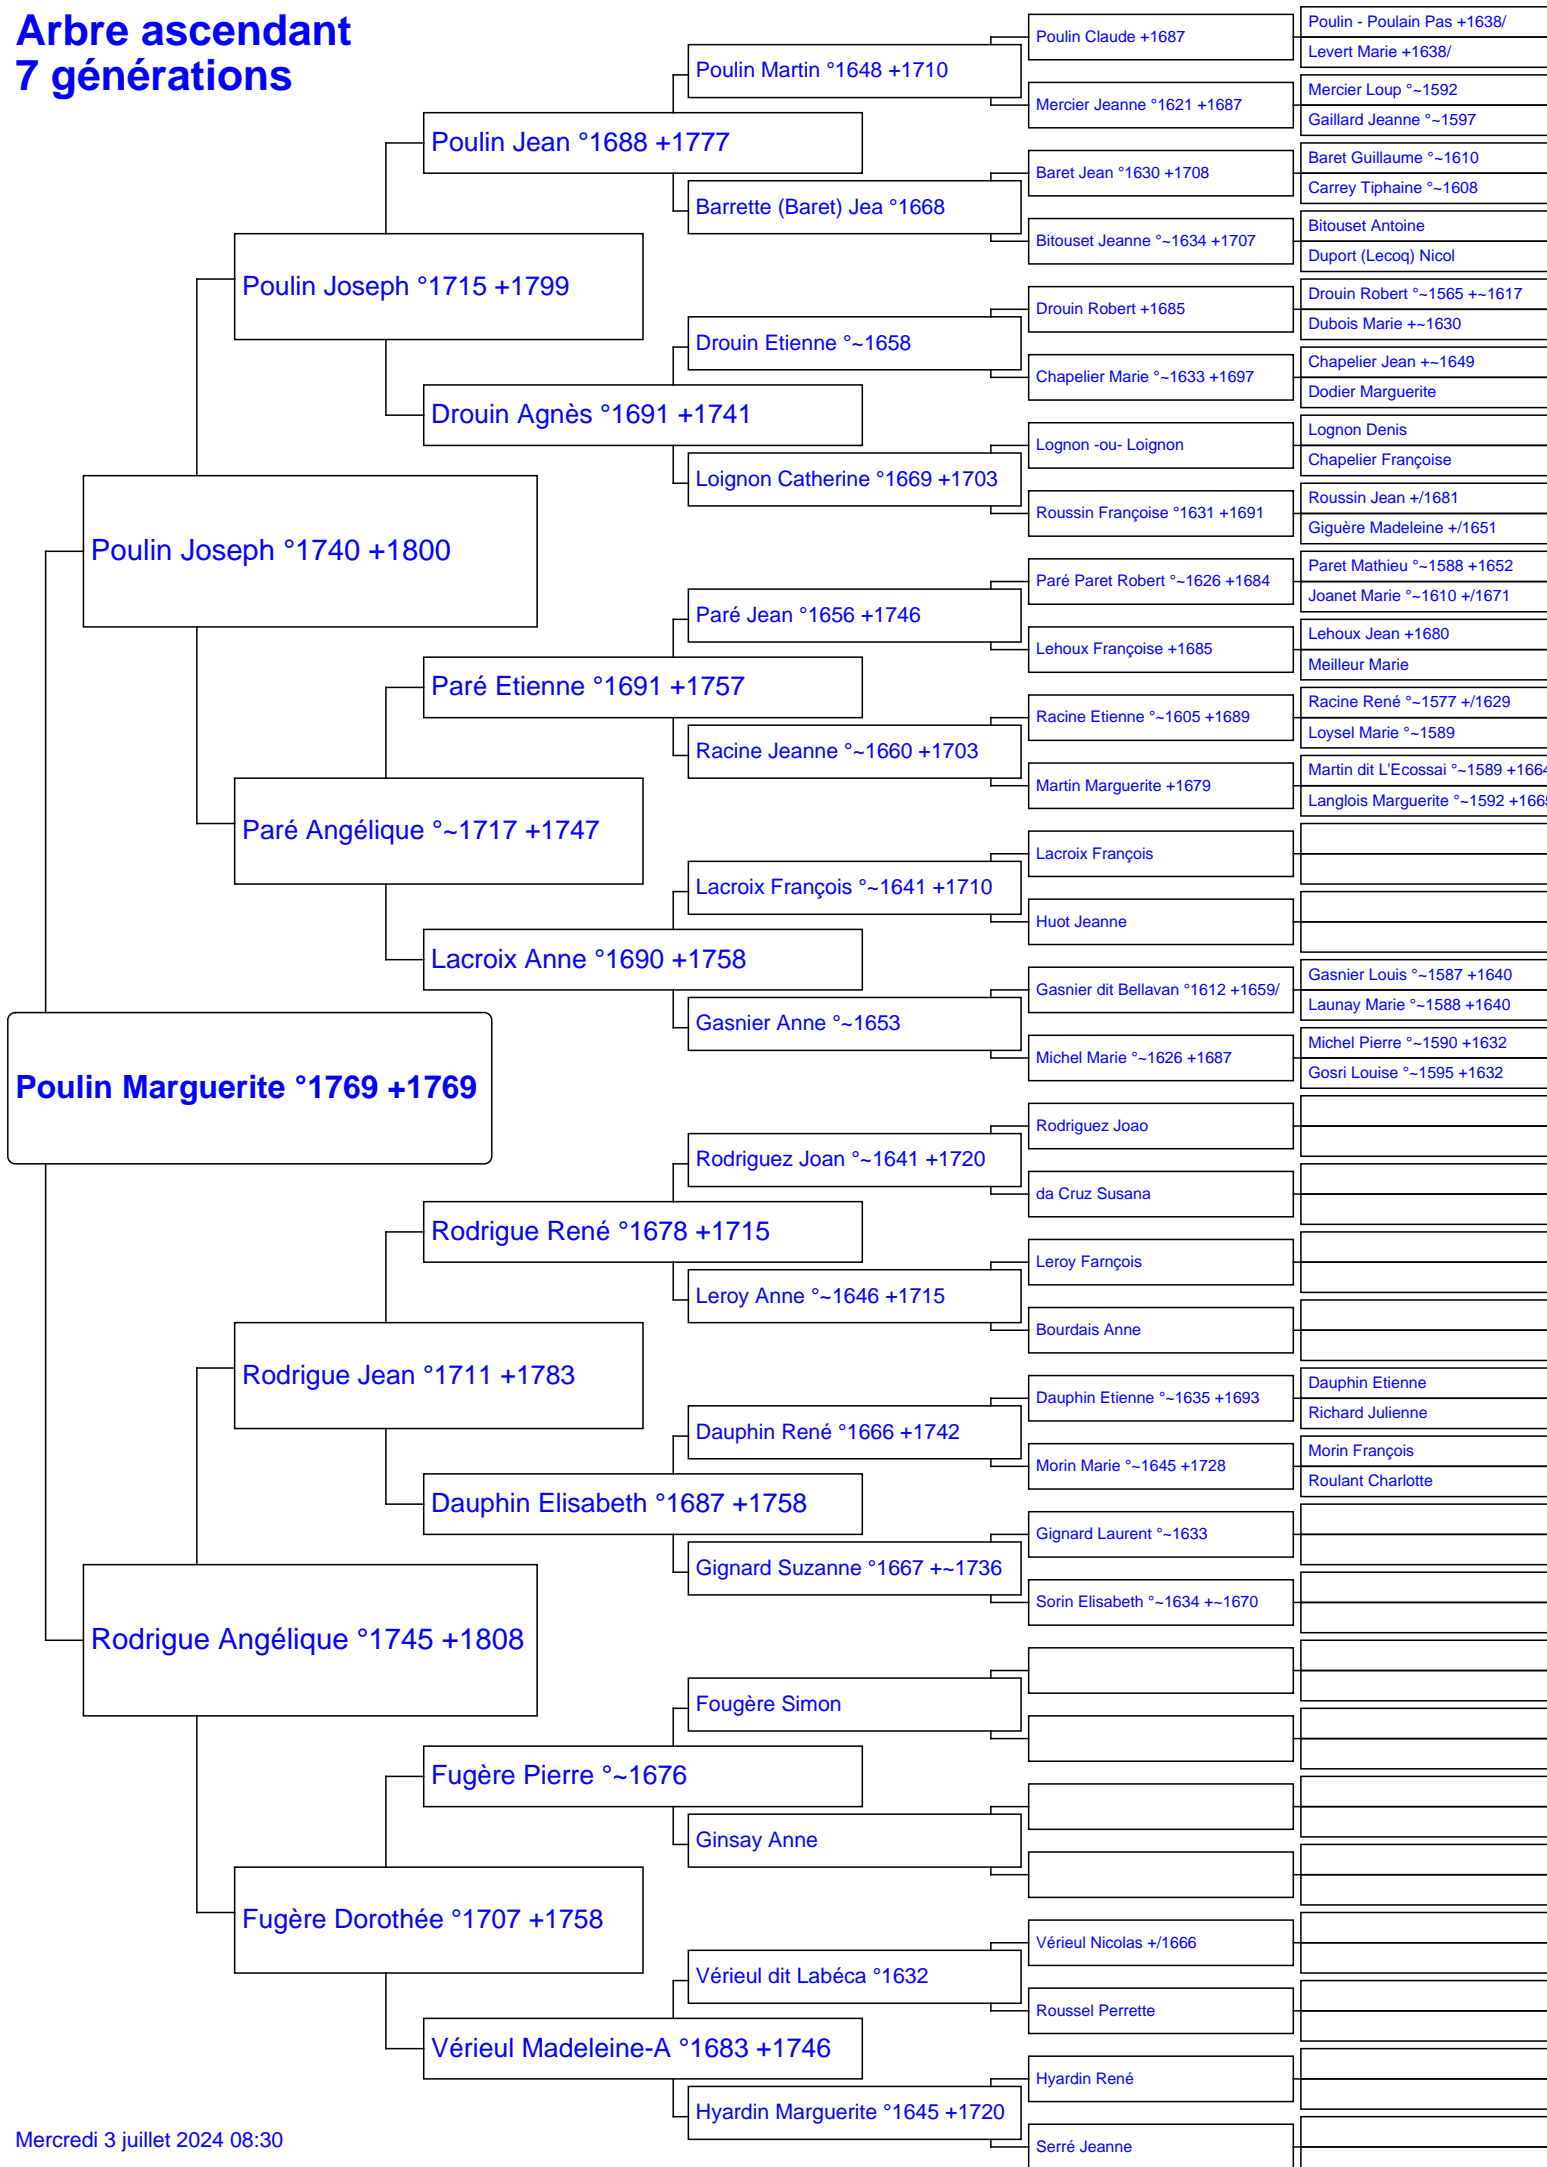 Arbre ascendant
7 générations
Poulin Marguerite °1769 +1769
Poulin Joseph °1740 +1800
Rodrigue Angélique °1745 +1808
Poulin Joseph °1715 +1799
Paré Angélique °~1717 +1747
Rodrigue Jean °1711 +1783
Fugère Dorothée °1707 +1758
Poulin Jean °1688 +1777
Drouin Agnès °1691 +1741
Paré Etienne °1691 +1757
Lacroix Anne °1690 +1758
Rodrigue René °1678 +1715
Dauphin Elisabeth °1687 +1758
Fugère Pierre °~1676
Vérieul Madeleine-A °1683 +1746
Poulin Martin °1648 +1710
Barrette (Baret) Jea °1668
Drouin Etienne °~1658
Loignon Catherine °1669 +1703
Paré Jean °1656 +1746
Racine Jeanne °~1660 +1703
Lacroix François °~1641 +1710
Gasnier Anne °~1653
Rodriguez Joan °~1641 +1720
Leroy Anne °~1646 +1715
Dauphin René °1666 +1742
Gignard Suzanne °1667 +~1736
Fougère Simon
Ginsay Anne
Vérieul dit Labéca °1632
Hyardin Marguerite °1645 +1720
Poulin Claude +1687
Mercier Jeanne °1621 +1687
Baret Jean °1630 +1708
Bitouset Jeanne °~1634 +1707
Drouin Robert +1685
Chapelier Marie °~1633 +1697
Lognon -ou- Loignon
Roussin Françoise °1631 +1691
Paré Paret Robert °~1626 +1684
Lehoux Françoise +1685
Racine Etienne °~1605 +1689
Martin Marguerite +1679
Lacroix François
Huot Jeanne
Gasnier dit Bellavan °1612 +1659/
Michel Marie °~1626 +1687
Rodriguez Joao
da Cruz Susana
Leroy Farnçois
Bourdais Anne
Dauphin Etienne °~1635 +1693
Morin Marie °~1645 +1728
Gignard Laurent °~1633
Sorin Elisabeth °~1634 +~1670
Vérieul Nicolas +/1666
Roussel Perrette
Hyardin René
Serré Jeanne
Poulin - Poulain Pas +1638/
Levert Marie +1638/
Mercier Loup °~1592
Gaillard Jeanne °~1597
Baret Guillaume °~1610
Carrey Tiphaine °~1608
Bitouset Antoine
Duport (Lecoq) Nicol
Drouin Robert °~1565 +~1617
Dubois Marie +~1630
Chapelier Jean +~1649
Dodier Marguerite
Lognon Denis
Chapelier Françoise
Roussin Jean +/1681
Giguère Madeleine +/1651
Paret Mathieu °~1588 +1652
Joanet Marie °~1610 +/1671
Lehoux Jean +1680
Meilleur Marie
Racine René °~1577 +/1629
Loysel Marie °~1589
Martin dit L'Ecossai °~1589 +1664
Langlois Marguerite °~1592 +1665
Gasnier Louis °~1587 +1640
Launay Marie °~1588 +1640
Michel Pierre °~1590 +1632
Gosri Louise °~1595 +1632
Dauphin Etienne
Richard Julienne
Morin François
Roulant Charlotte
Mercredi 3 juillet 2024 08:30